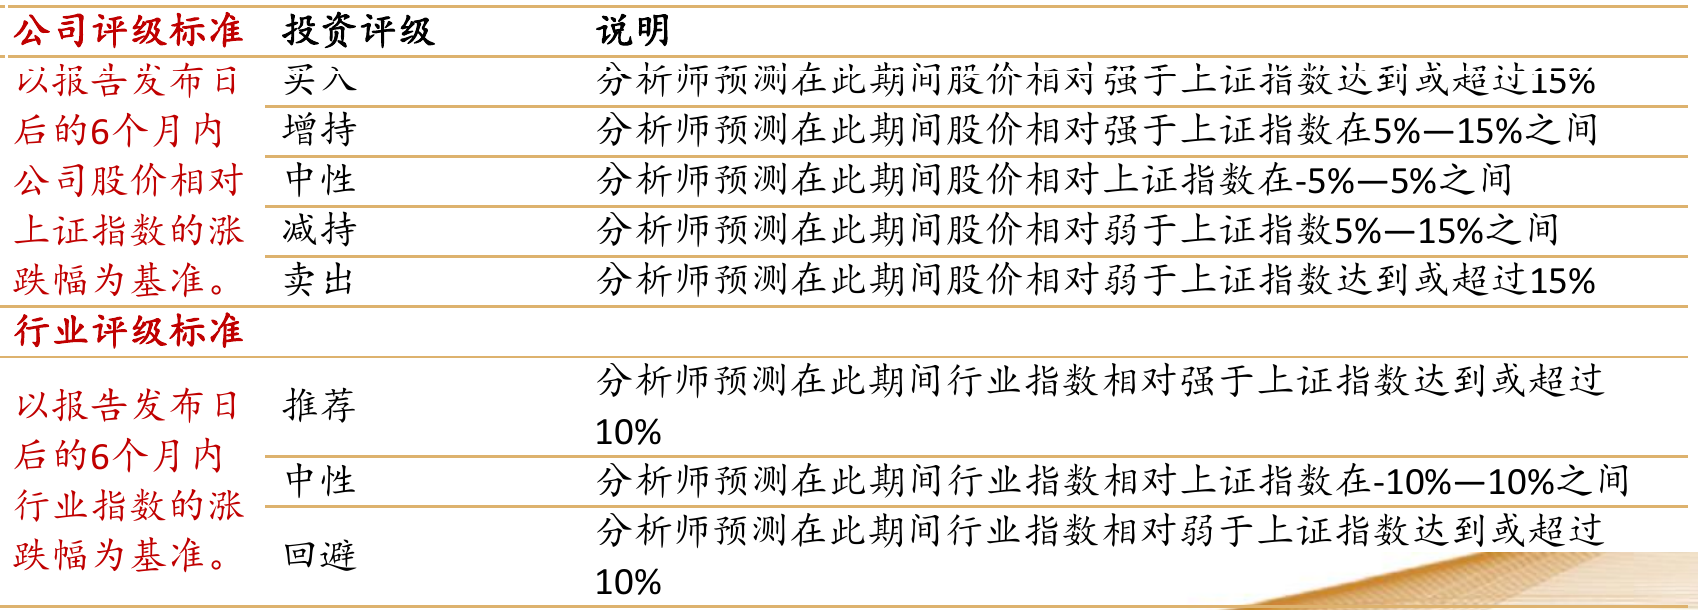 公司评级标准 投资评级 说明
以报告发布日 买入 分析师预测在此期间股价相对强于上证指数达到或超过15%
后的6个月内 增持 分析师预测在此期间股价相对强于上证指数在5%—15%之间
公司股价相对 中性 分析师预测在此期间股价相对上证指数在-5%—5%之间
上证指数的涨 减持 分析师预测在此期间股价相对弱于上证指数5%—15%之间
跌幅为基准。 卖出 分析师预测在此期间股价相对弱于上证指数达到或超过15%
行业评级标准
以报告发布日
后的6个月内
行业指数的涨
跌幅为基准。
推荐 分析师预测在此期间行业指数相对强于上证指数达到或超过
10%
中性 分析师预测在此期间行业指数相对上证指数在-10%—10%之间
回避 分析师预测在此期间行业指数相对弱于上证指数达到或超过
10%